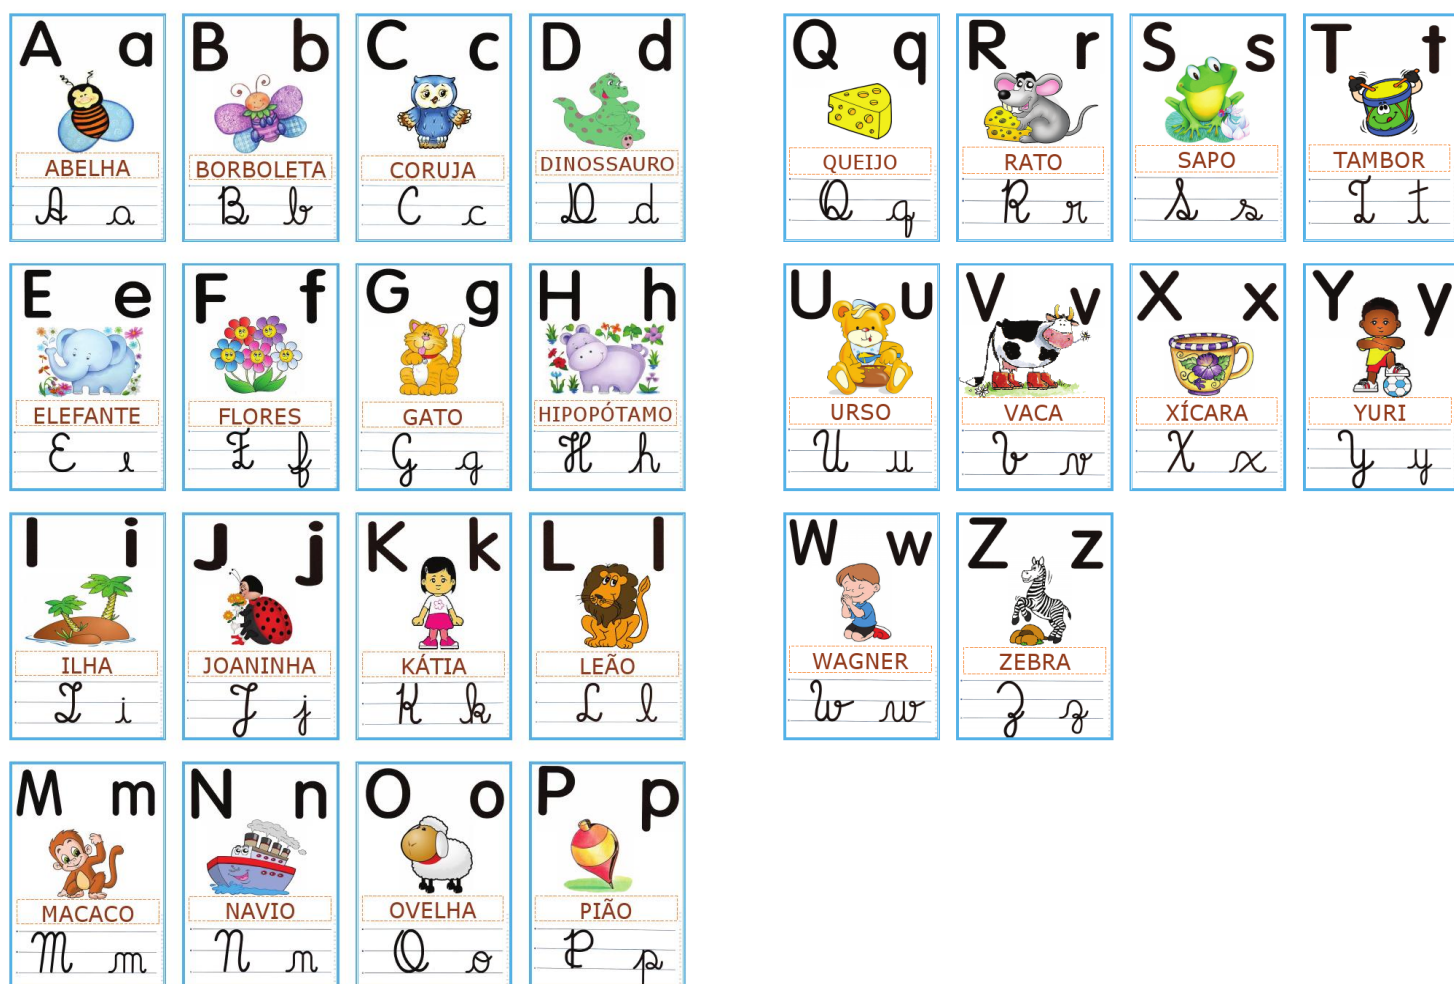 A a
ABELHA
A a
B b
BORBOLETA
B b
C c
CORUJA
C c
D d
DINOSSAURO
D d
E e
ELEFANTE
E e
F f
FLORES
F f
G g
GATO
G g
H h
HIPOPÓTAMO
H h
I i
ILHA
I i
J j
JOANINHA
J j
K k
KÁTIA
K k
L l
LEÃO
L l
M m
MACACO
M m
N n
NAVIO
N n
O o
OVELHA
O o
P p
PIÃO
P p
Q q
QUEIJO
Q q
R r
RATO
R r
S s
SAPO
S s
T t
TAMBOR
T t
U u
URSO
U u
V v
VACA
V v
X x
XÍCARA
X x
Y y
YURI
Y y
W w
WAGNER
W w
Z z
ZEBRA
Z z